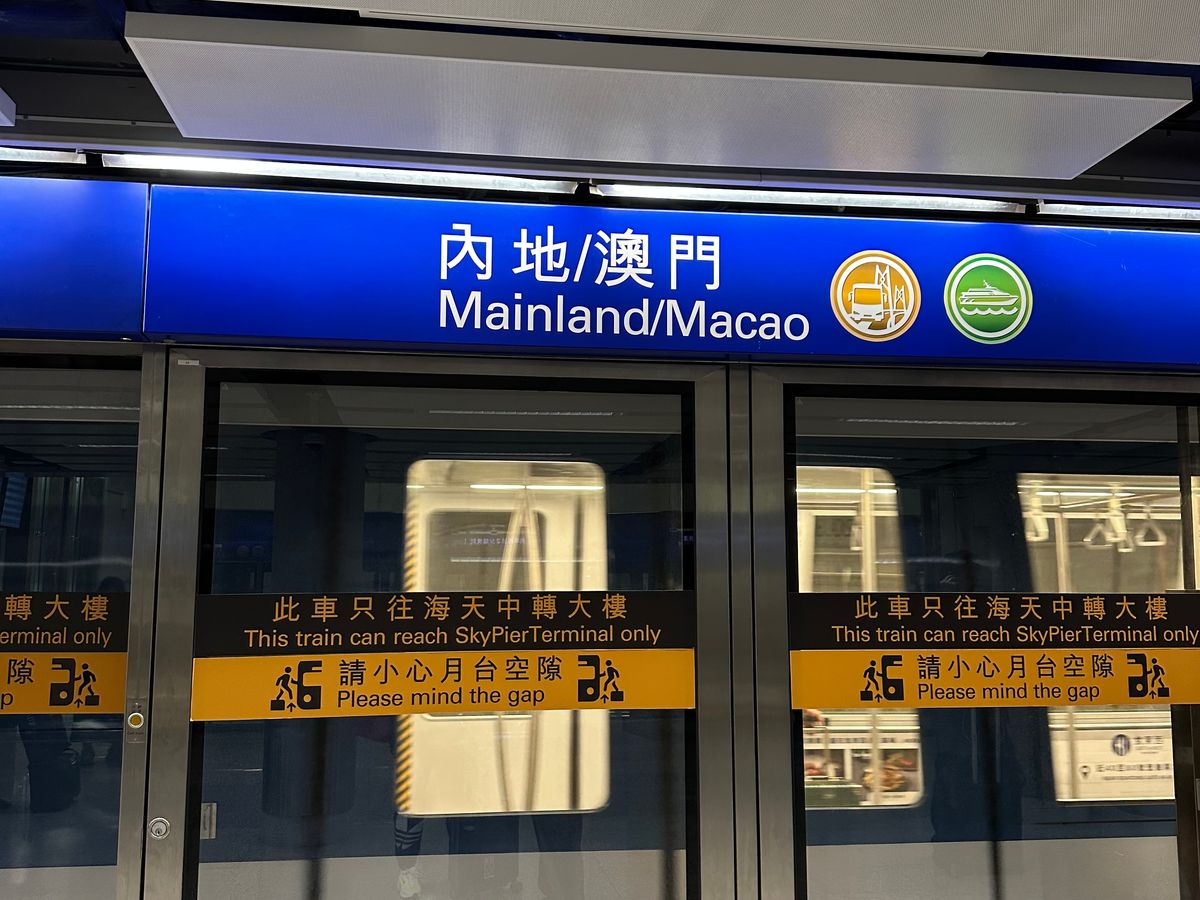 內地/澳門
Mainland/Macao
轉大樓
erminal only
隙
p
此車只往海天中轉大樓
This train can reach SkyPierTerminal only
請小心月台空隙
Please mind the gap
此車只往海天中轉大樓
This train can reach SkyPierTerminal only
請小心月台空隙
Please mind the gap